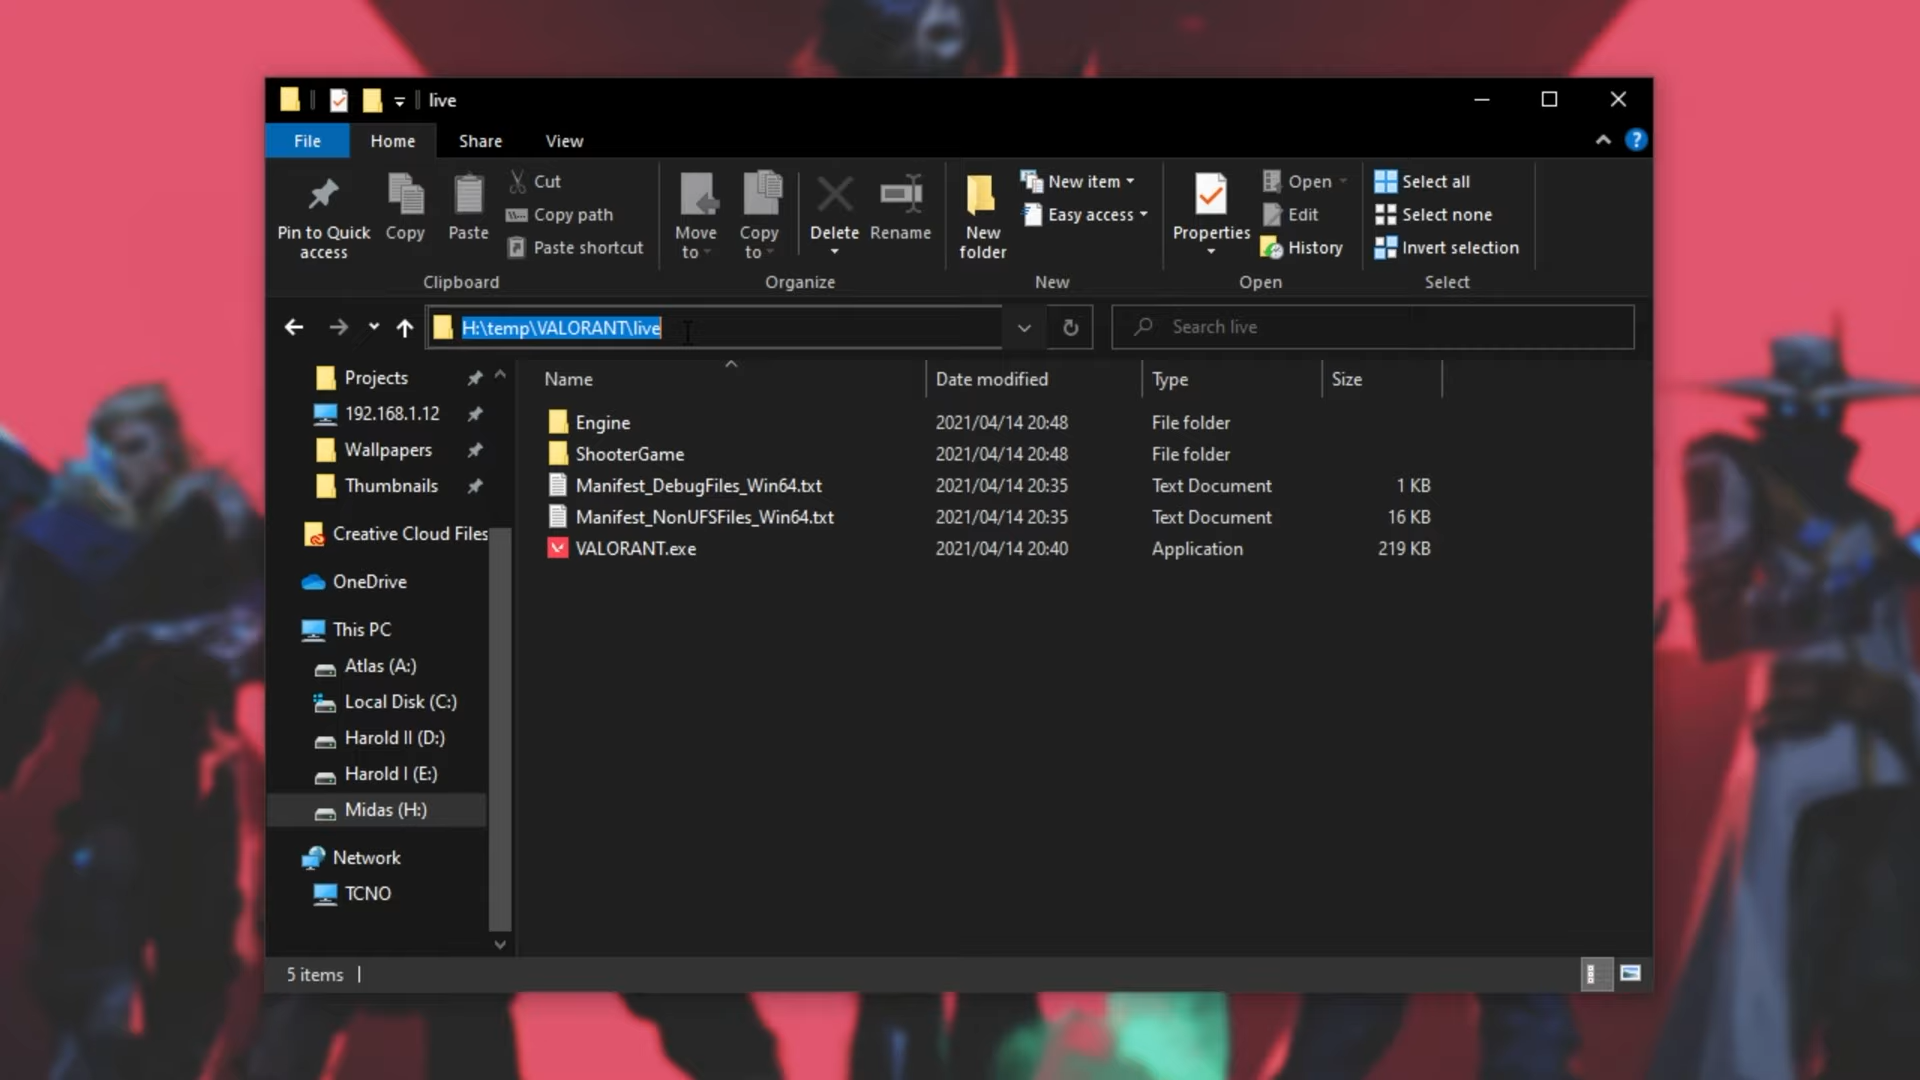 live
File Home Share View
Pin to Quick access
Copy
Paste
Cut
Copy path
Paste shortcut
Clipboard
Move to
Copy to
Delete
Rename
Organize
New folder
New item
Easy access
New
Properties
Open
Edit
History
Open
Select all
Select none
Invert selection
Select
H:\temp\VALORANT\live
Search live
Projects
192.168.1.12
Wallpapers
Thumbnails
Creative Cloud Files
OneDrive
This PC
Atlas (A:)
Local Disk (C:)
Harold II (D:)
Harold I (E:)
Midas (H:)
Network
TCNO
Name Date modified Type Size
Engine 2021/04/14 20:48 File folder
ShooterGame 2021/04/14 20:48 File folder
Manifest_DebugFiles_Win64.txt 2021/04/14 20:35 Text Document 1 KB
Manifest_NonUFSFiles_Win64.txt 2021/04/14 20:35 Text Document 16 KB
VALORANT.exe 2021/04/14 20:40 Application 219 KB
5 items